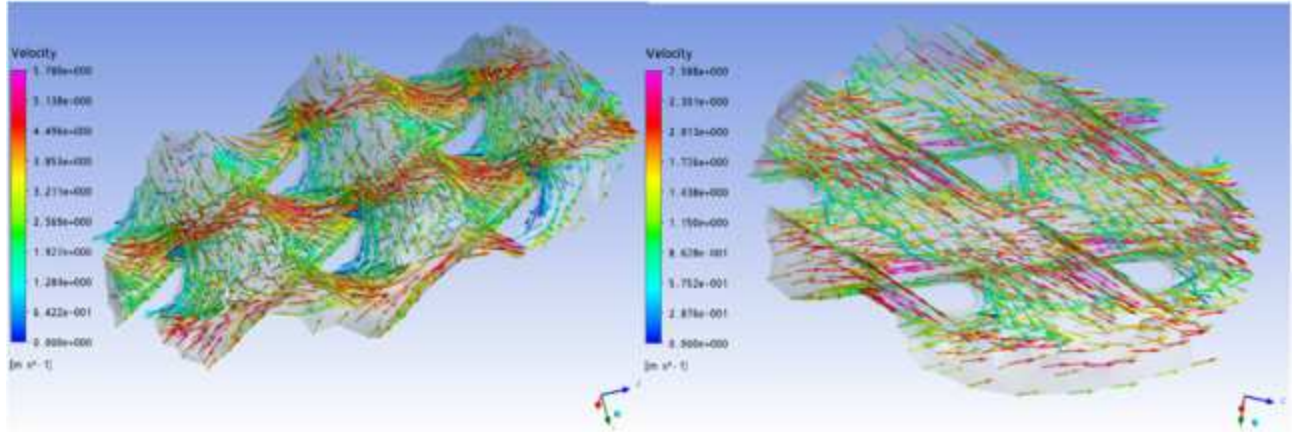 Velocity
5.780e+000
5.138e+000
4.496e+000
3.853e+000
3.211e+000
2.569e+000
1.927e+000
1.284e+000
6.422e-001
0.000e+000
[m s^-1]
Velocity
2.301e+000
2.013e+000
1.726e+000
1.438e+000
1.150e+000
8.628e-001
5.752e-001
2.876e-001
0.000e+000
[m s^-1]